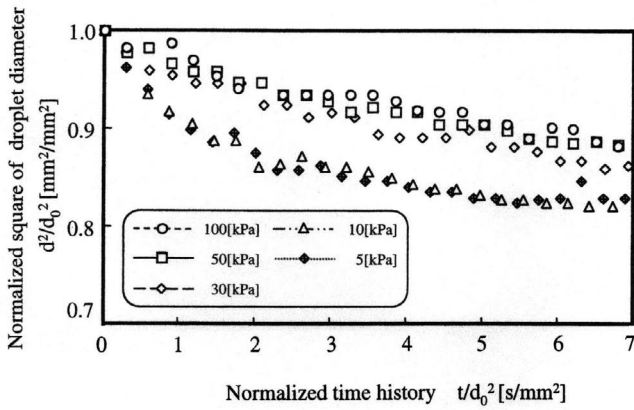 Normalized square of droplet diameter
d²/d₀² [mm²/mm²]
1.0
0.9
0.8
0.7
100[kPa]
10[kPa]
50[kPa]
5[kPa]
30[kPa]
0 1 2 3 4 5 6 7
Normalized time history t/d₀² [s/mm²]